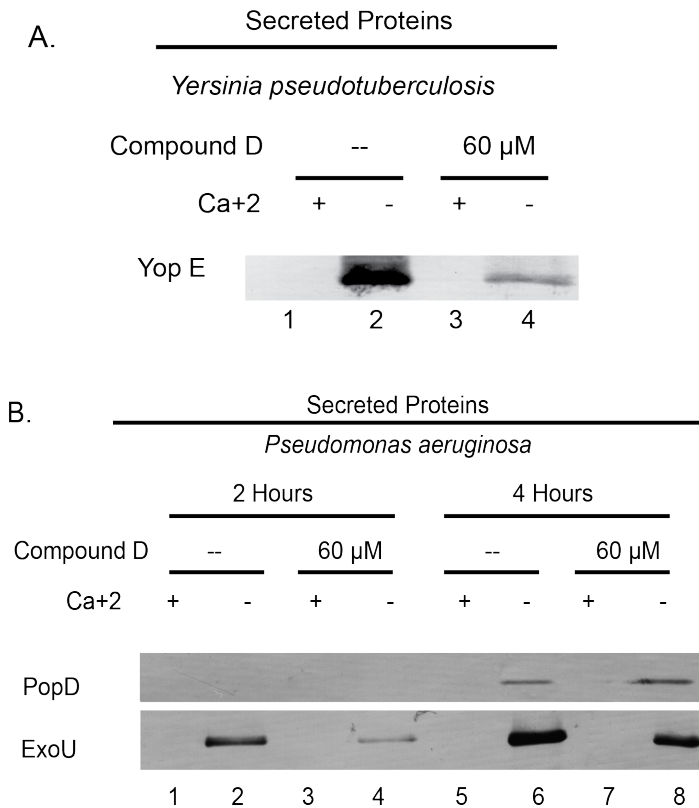 A.
Secreted Proteins
Yersinia pseudotuberculosis
Compound D -- 60 µM
Ca+2 + - + -
Yop E
1 2 3 4
B.
Secreted Proteins
Pseudomonas aeruginosa
2 Hours 4 Hours
Compound D -- 60 µM -- 60 µM
Ca+2 + - + - + - + -
PopD
ExoU
1 2 3 4 5 6 7 8